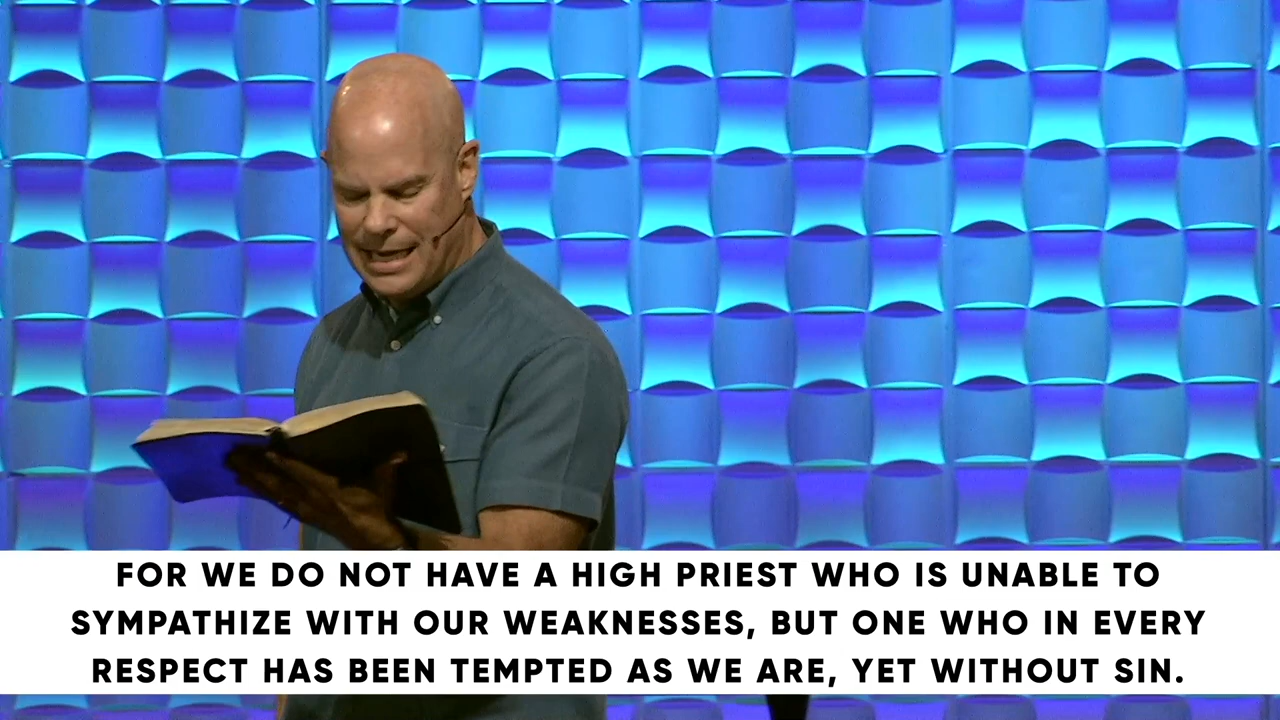 FOR WE DO NOT HAVE A HIGH PRIEST WHO IS UNABLE TO
SYMPATHIZE WITH OUR WEAKNESSES, BUT ONE WHO IN EVERY
RESPECT HAS BEEN TEMPTED AS WE ARE, YET WITHOUT SIN.